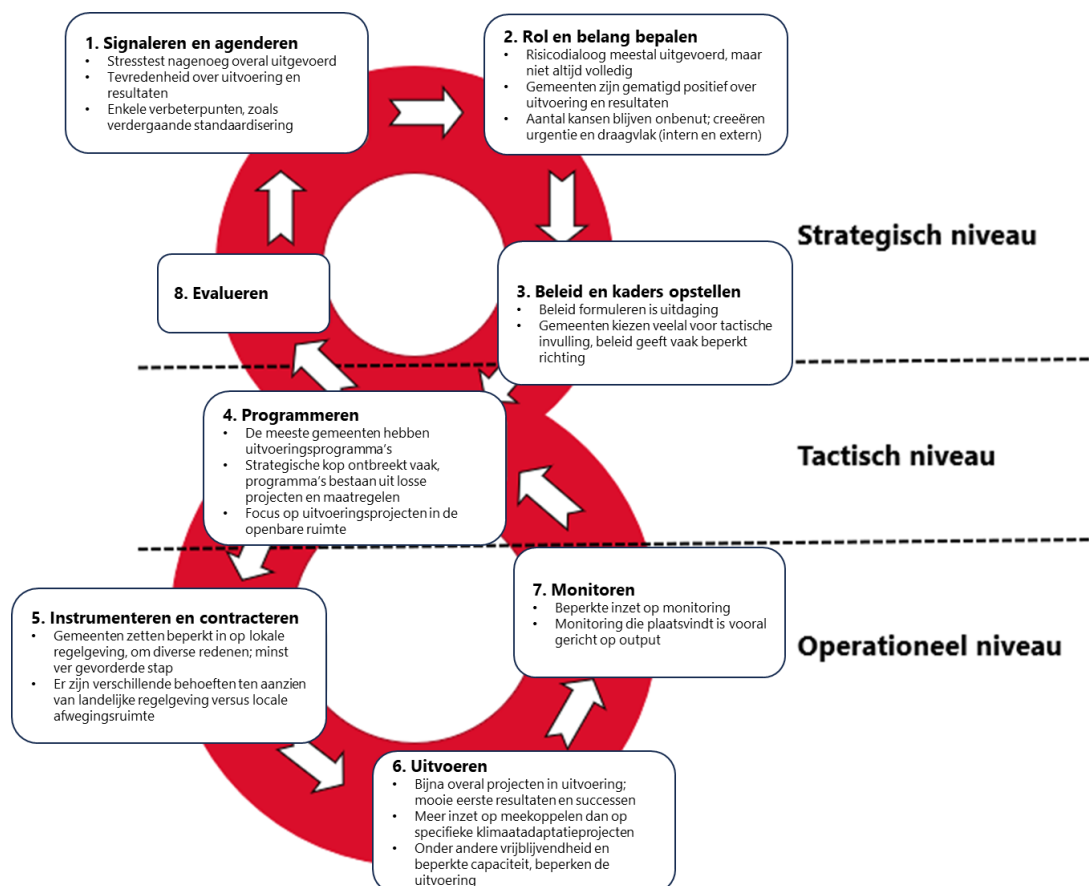 1. Signaleren en agenderen
• Stresstest nagenoeg overal uitgevoerd
• Tevredenheid over uitvoering en
resultaten
• Enkele verbeterpunten, zoals
verdergaande standaardisering
2. Rol en belang bepalen
• Risicodialoog meestal uitgevoerd, maar
niet altijd volledig
• Gemeenten zijn gematigd positief over
uitvoering en resultaten
• Aantal kansen blijven onbenut; creeëren
urgentie en draagvlak (intern en extern)
Strategisch niveau
8. Evalueren
3. Beleid en kaders opstellen
• Beleid formuleren is uitdaging
• Gemeenten kiezen veelal voor tactische
invulling, beleid geeft vaak beperkt
richting
4. Programmeren
• De meeste gemeenten hebben
uitvoeringsprogramma's
• Strategische kop ontbreekt vaak,
programma's bestaan uit losse
projecten en maatregelen
• Focus op uitvoeringsprojecten in de
openbare ruimte
Tactisch niveau
5. Instrumenteren en contracteren
• Gemeenten zetten beperkt in op lokale
regelgeving, om diverse redenen; minst
ver gevorderde stap
• Er zijn verschillende behoeften ten aanzien
van landelijke regelgeving versus locale
afwegingsruimte
7. Monitoren
• Beperkte inzet op monitoring
• Monitoring die plaatsvindt is vooral
gericht op output
Operationeel niveau
6. Uitvoeren
• Bijna overal projecten in uitvoering;
mooie eerste resultaten en successen
• Meer inzet op meekoppelen dan op
specifieke klimaatadaptatieprojecten
• Onder andere vrijblijvendheid en
beperkte capaciteit, beperken de
uitvoering